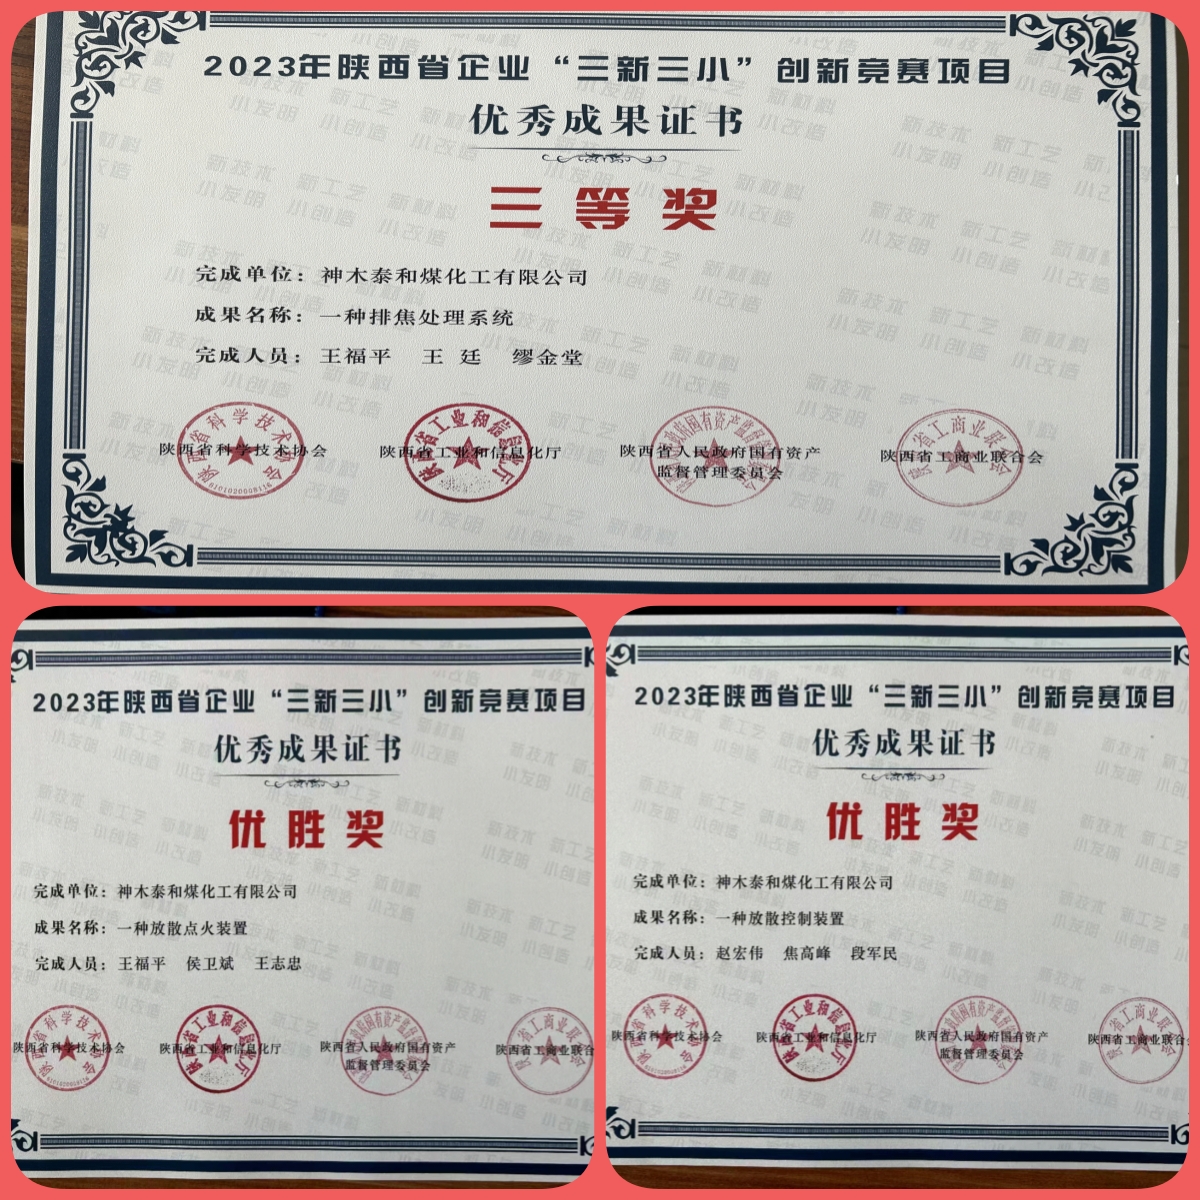 2023年陕西省企业“三新三小”创新竞赛项目
优秀成果证书
三等奖
完成单位：神木泰和煤化工有限公司
成果名称：一种排焦处理系统
完成人员：王福平 王廷 缪金堂
陕西省科学技术协会 陕西省工业和信息化厅 陕西省人民政府国有资产监督管理委员会 陕西省工商业联合会
2023年陕西省企业“三新三小”创新竞赛项目
优秀成果证书
优胜奖
完成单位：神木泰和煤化工有限公司
成果名称：一种放散点火装置
完成人员：王福平 侯卫斌 王志忠
陕西省科学技术协会 陕西省工业和信息化厅 陕西省人民政府国有资产监督管理委员会 陕西省工商业联合
2023年陕西省企业“三新三小”创新竞赛项目
优秀成果证书
优胜奖
完成单位：神木泰和煤化工有限公司
成果名称：一种放散控制装置
完成人员：赵宏伟 焦高峰 段军民
陕西省科学技术协会 陕西省工业和信息化厅 陕西省人民政府国有资产监督管理委员会 陕西省工商业联合